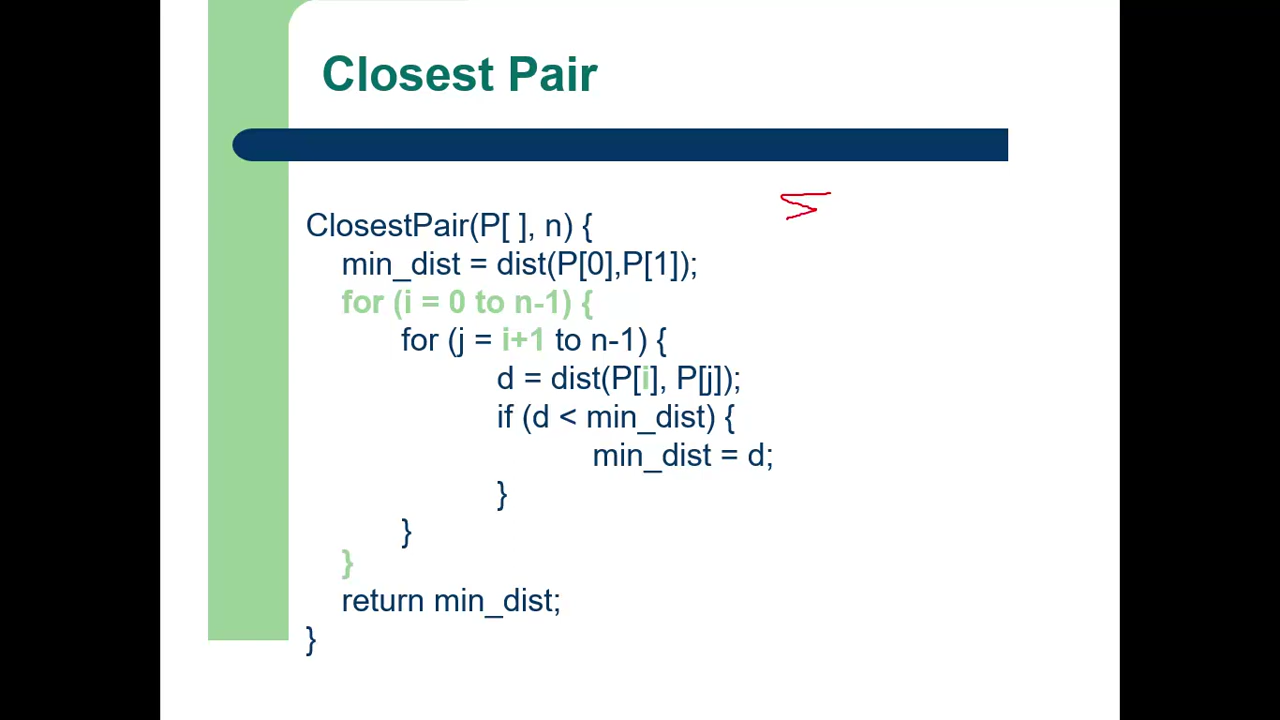 Closest Pair
ClosestPair(P[ ], n) {
min_dist = dist(P[0],P[1]);
for (i = 0 to n-1) {
for (j = i+1 to n-1) {
d = dist(P[i], P[j]);
if (d < min_dist) {
min_dist = d;
}
}
}
return min_dist;
}